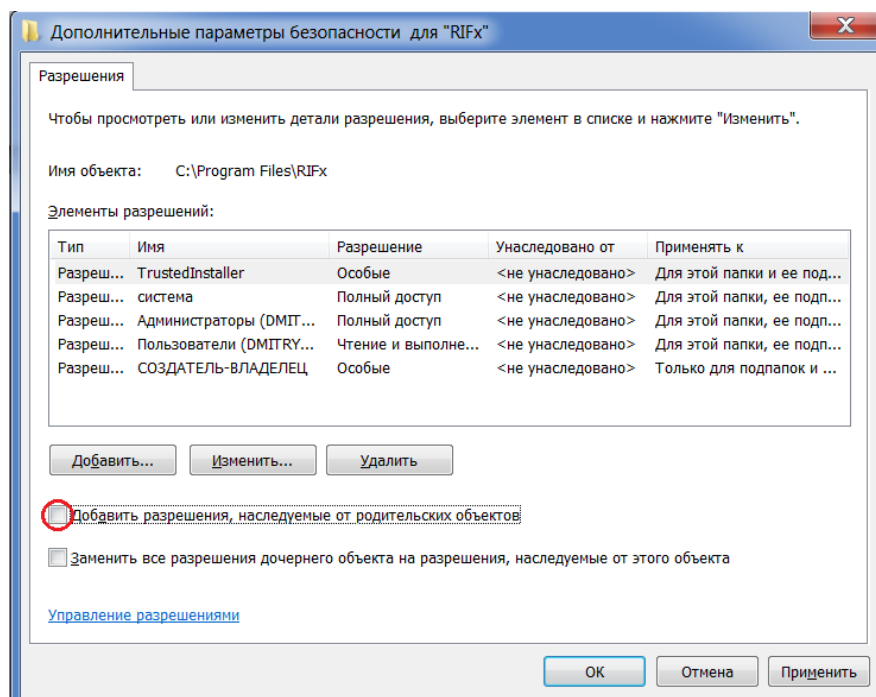 Дополнительные параметры безопасности для "RIFx"
Разрешения
Чтобы просмотреть или изменить детали разрешения, выберите элемент в списке и нажмите "Изменить".
Имя объекта: C:\Program Files\RIFx
Элементы разрешений:
Тип Имя Разрешение Унаследовано от Применять к
Разреш... TrustedInstaller Особые <не унаследовано> Для этой папки и ее под...
Разреш... система Полный доступ <не унаследовано> Для этой папки, ее подп...
Разреш... Администраторы (DMIT... Полный доступ <не унаследовано> Для этой папки, ее подп...
Разреш... Пользователи (DMITRY... Чтение и выполне... <не унаследовано> Для этой папки, ее подп...
Разреш... СОЗДАТЕЛЬ-ВЛАДЕЛЕЦ Особые <не унаследовано> Только для подпапок и ...
Добавить... Изменить... Удалить
Добавить разрешения, наследуемые от родительских объектов
Заменить все разрешения дочернего объекта на разрешения, наследуемые от этого объекта
Управление разрешениями
ОК Отмена Применить